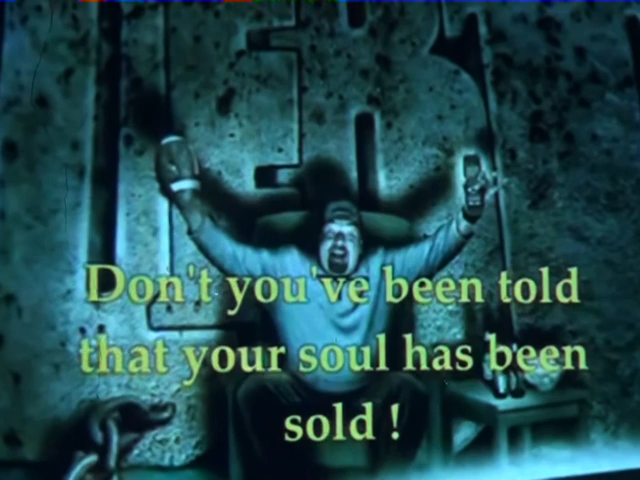 Don't you've been told
that your soul has been
sold !